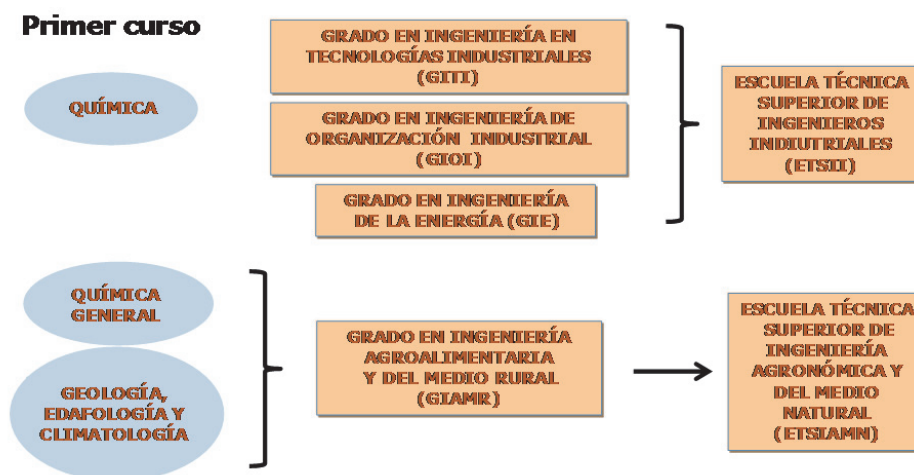 Primer curso
QUÍMICA
GRADO EN INGENIERÍA EN
TECNOLOGÍAS INDUSTRIALES
(GITI)
GRADO EN INGENIERÍA DE
ORGANIZACIÓN INDUSTRIAL
(GIOI)
GRADO EN INGENIERÍA
DE LA ENERGÍA (GIE)
ESCUELA TÉCNICA
SUPERIOR DE
INGENIEROS
INDIUTRIALES
(ETSII)
QUÍMICA
GENERAL
GEOLOGÍA,
EDAFOLOGÍA Y
CLIMATOLOGÍA
GRADO EN INGENIERÍA
AGROALIMENTARIA
Y DEL MEDIO RURAL
(GIAMR)
ESCUELA TÉCNICA
SUPERIOR DE
INGENIERÍA
AGRONÓMICA Y
DEL MEDIO
NATURAL
(ETSIAMN)